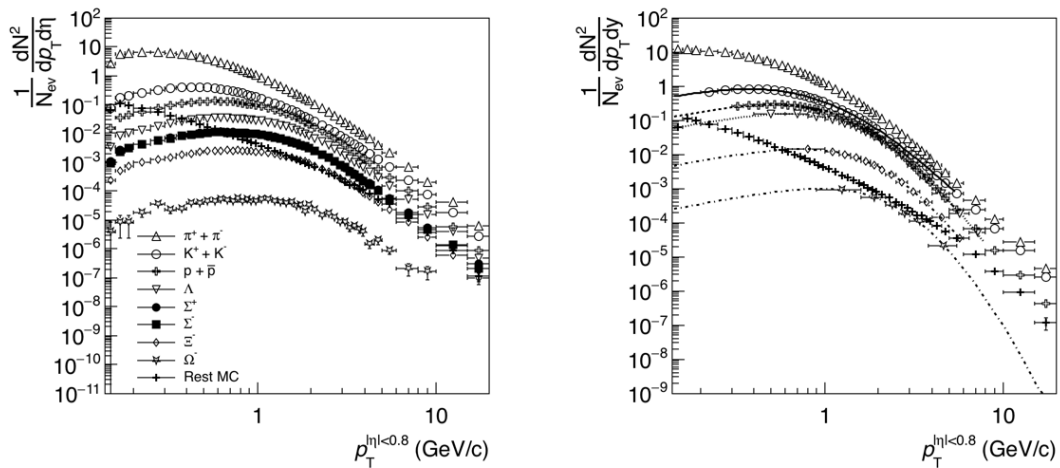 1/N_ev dN²/dp_T dη
10²
10
1
10⁻¹
10⁻²
10⁻³
10⁻⁴
10⁻⁵
10⁻⁶
10⁻⁷
10⁻⁸
10⁻⁹
10⁻¹⁰
10⁻¹¹
π⁺ + π⁻
K⁺ + K⁻
p + p̅
Λ
Σ⁺
Σ⁻
Ξ⁻
Ω⁻
Rest MC
1 10
p_T^|η|<0.8 (GeV/c)
1/N_ev dN²/dp_T dy
10²
10
1
10⁻¹
10⁻²
10⁻³
10⁻⁴
10⁻⁵
10⁻⁶
10⁻⁷
10⁻⁸
10⁻⁹
1 10
p_T^|η|<0.8 (GeV/c)